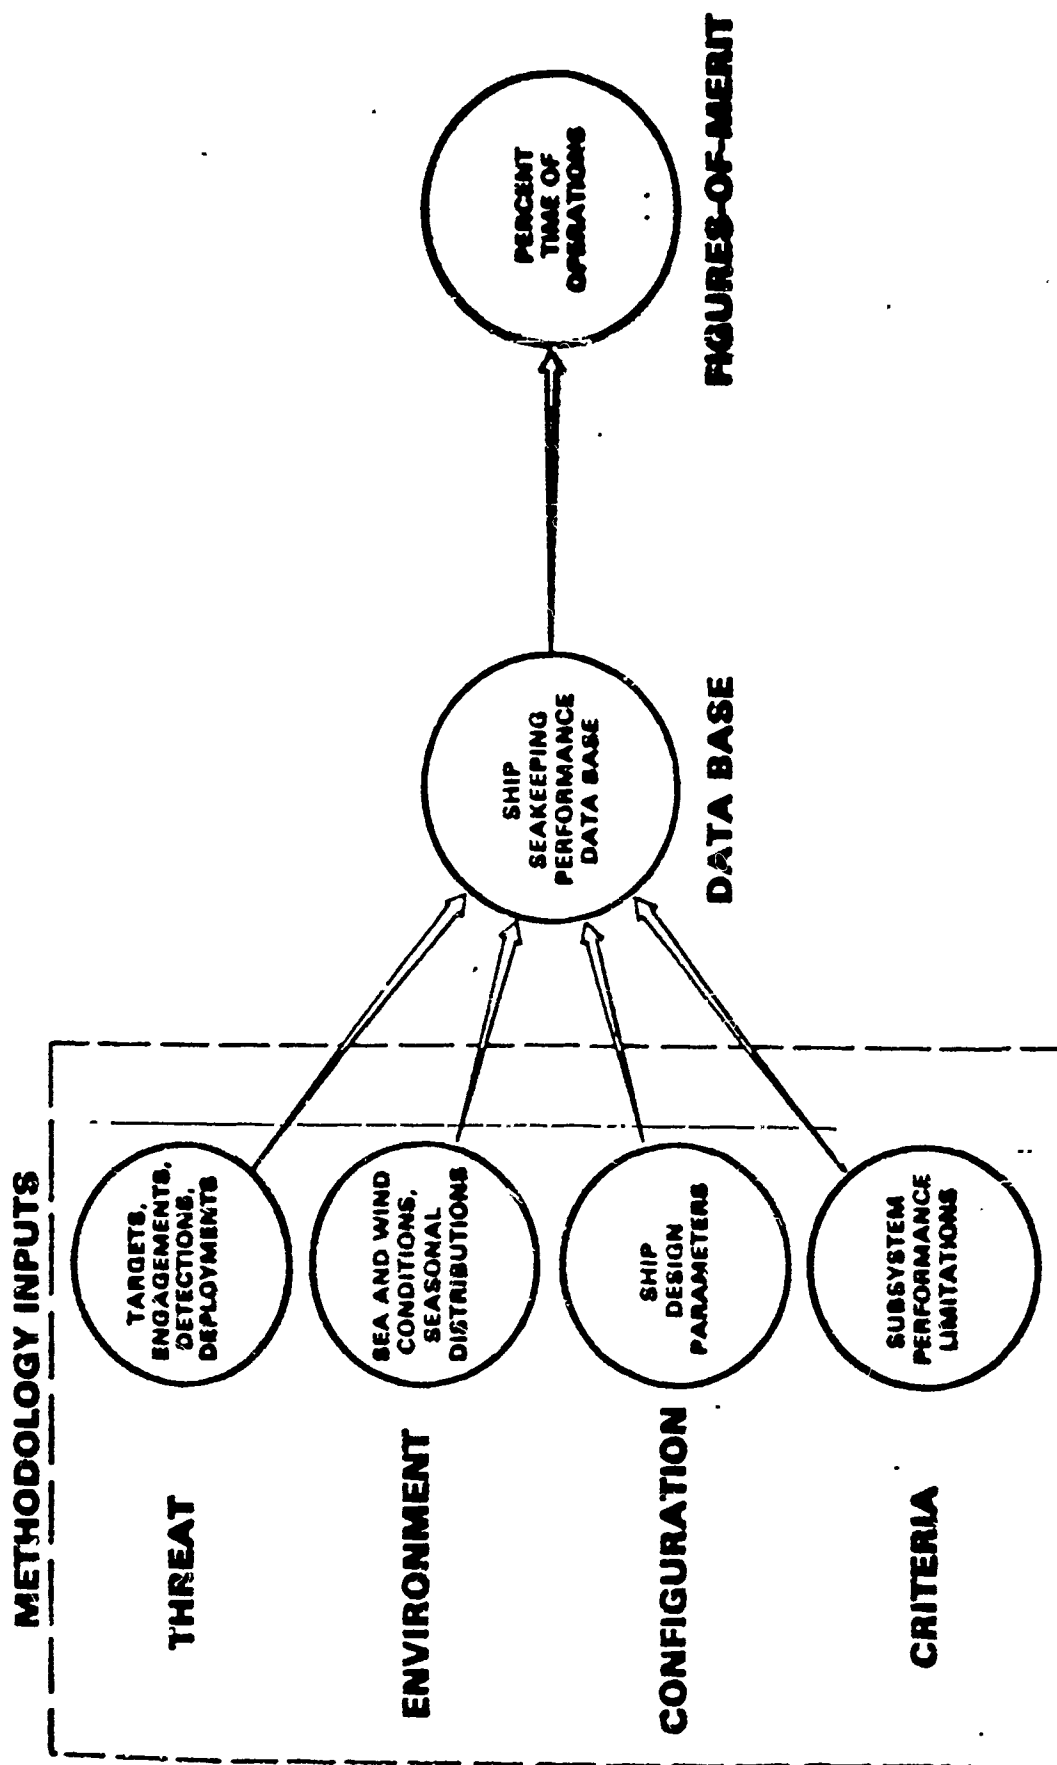 METHODOLOGY INPUTS
THREAT
TARGETS,
ENGAGEMENTS,
DETECTIONS,
DEPLOYMENTS
ENVIRONMENT
SEA AND WIND
CONDITIONS,
SEASONAL
DISTRIBUTIONS
CONFIGURATION
SHIP
DESIGN
PARAMETERS
CRITERIA
SUBSYSTEM
PERFORMANCE
LIMITATIONS
SHIP
SEAKEEPING
PERFORMANCE
DATA BASE
DATA BASE
PERCENT
TIME OF
OPERATIONS
FIGURES-OF-MERIT